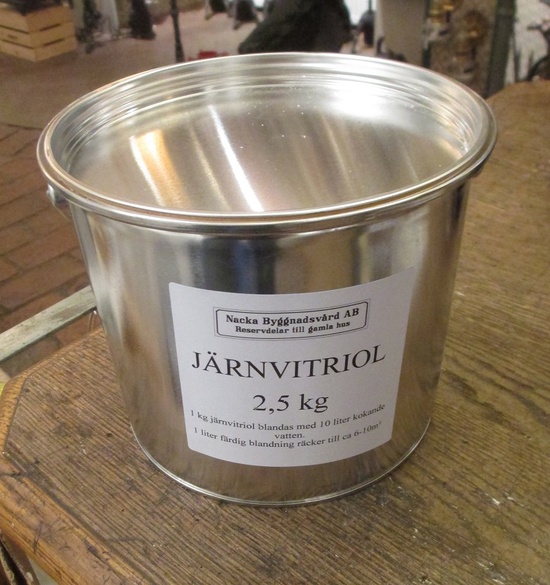 Nacka Byggnadsvård AB
Reservdelar till gamla hus
JÄRNVITRIOL
2,5 kg
1 kg järnvitriol blandas med 10 liter kokande
vatten.
1 liter färdig blandning räcker till ca 6-10m²